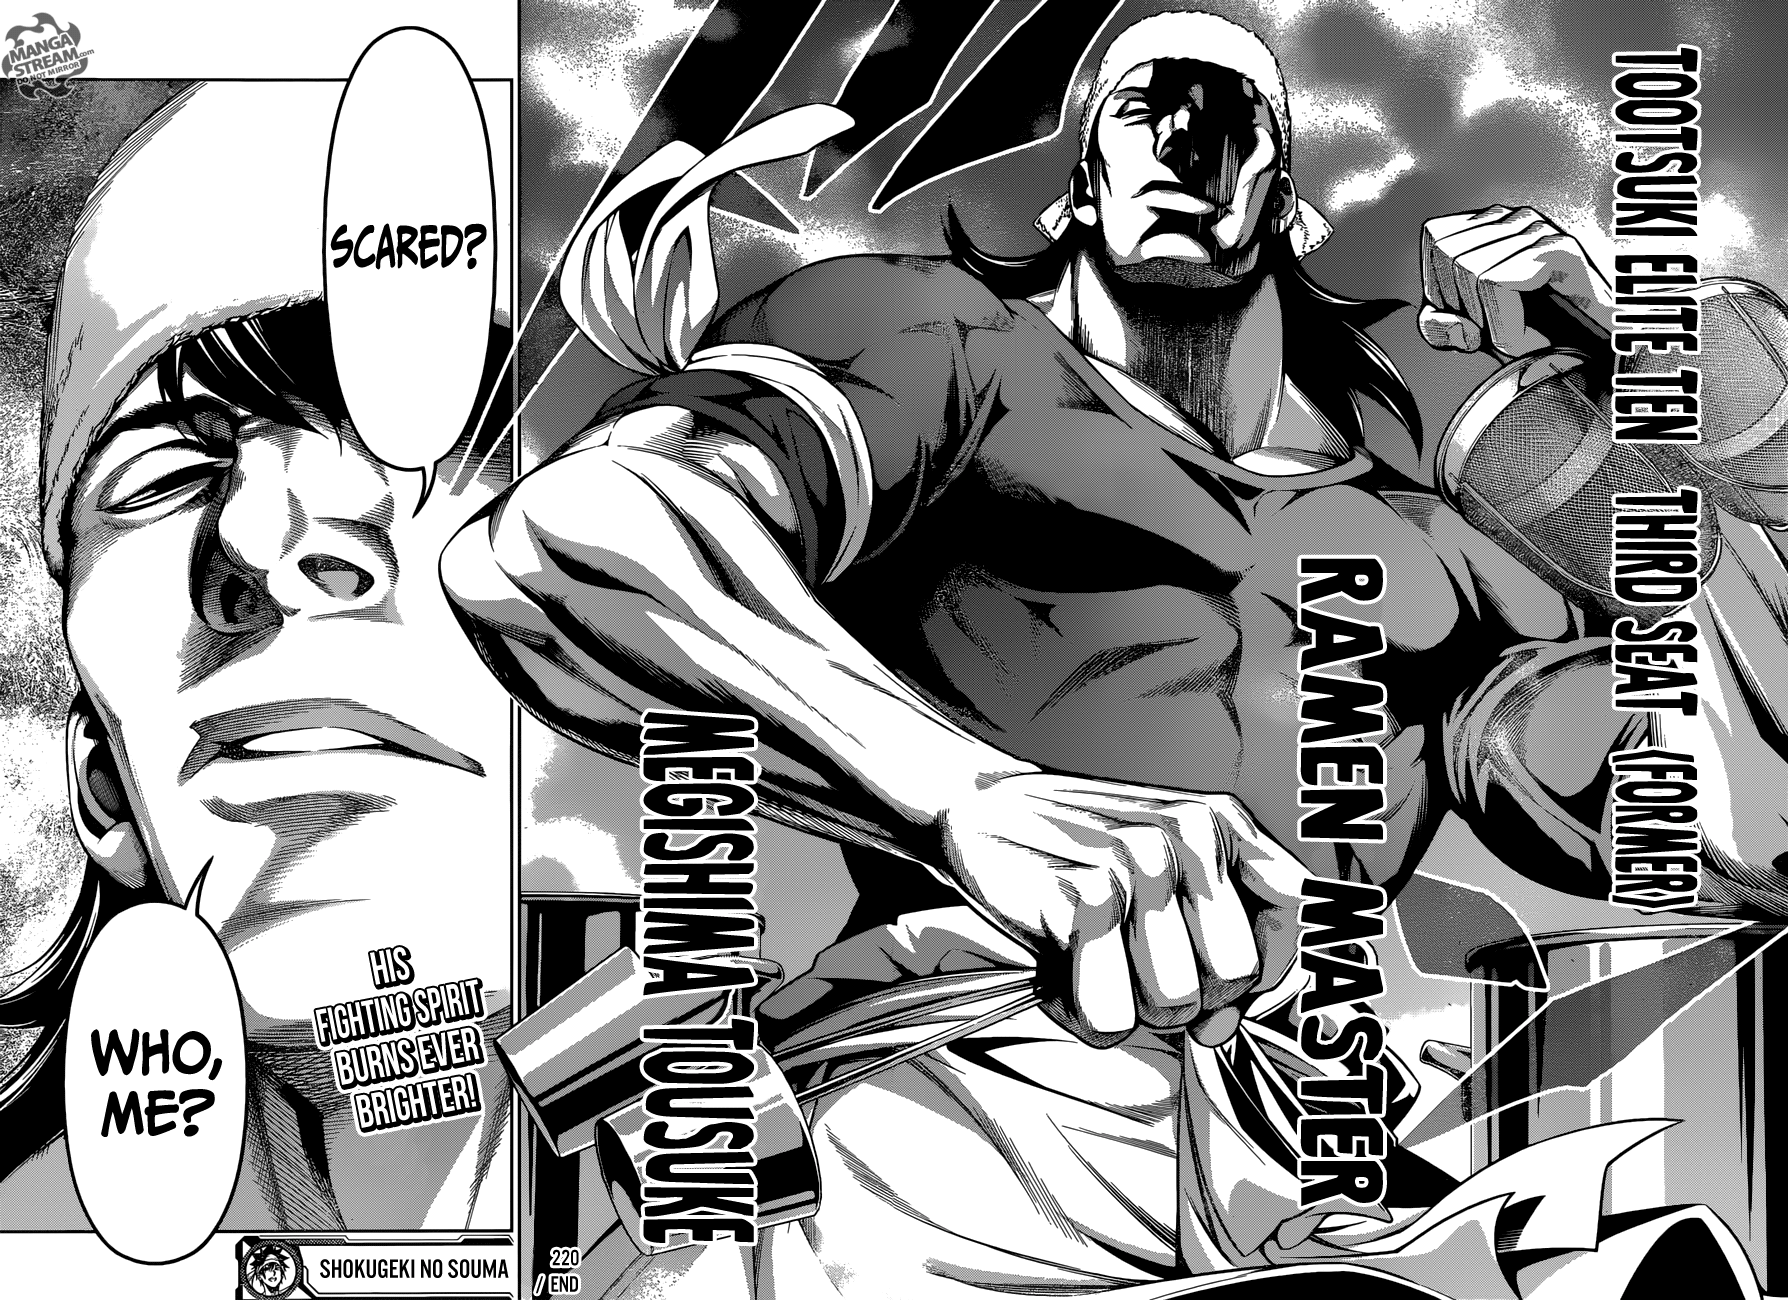 TOOTSUKI ELITE TEN THIRD SEAT (FORMER)
RAMEN MASTER
MEGISHIMA TOUSUKE
SCARED?
WHO,
ME?
HIS
FIGHTING SPIRIT
BURNS EVER
BRIGHTER!
SHOKUGEKI NO SOUMA
220
/ END
MANGA
STREAM.com
DO NOT MIRROR